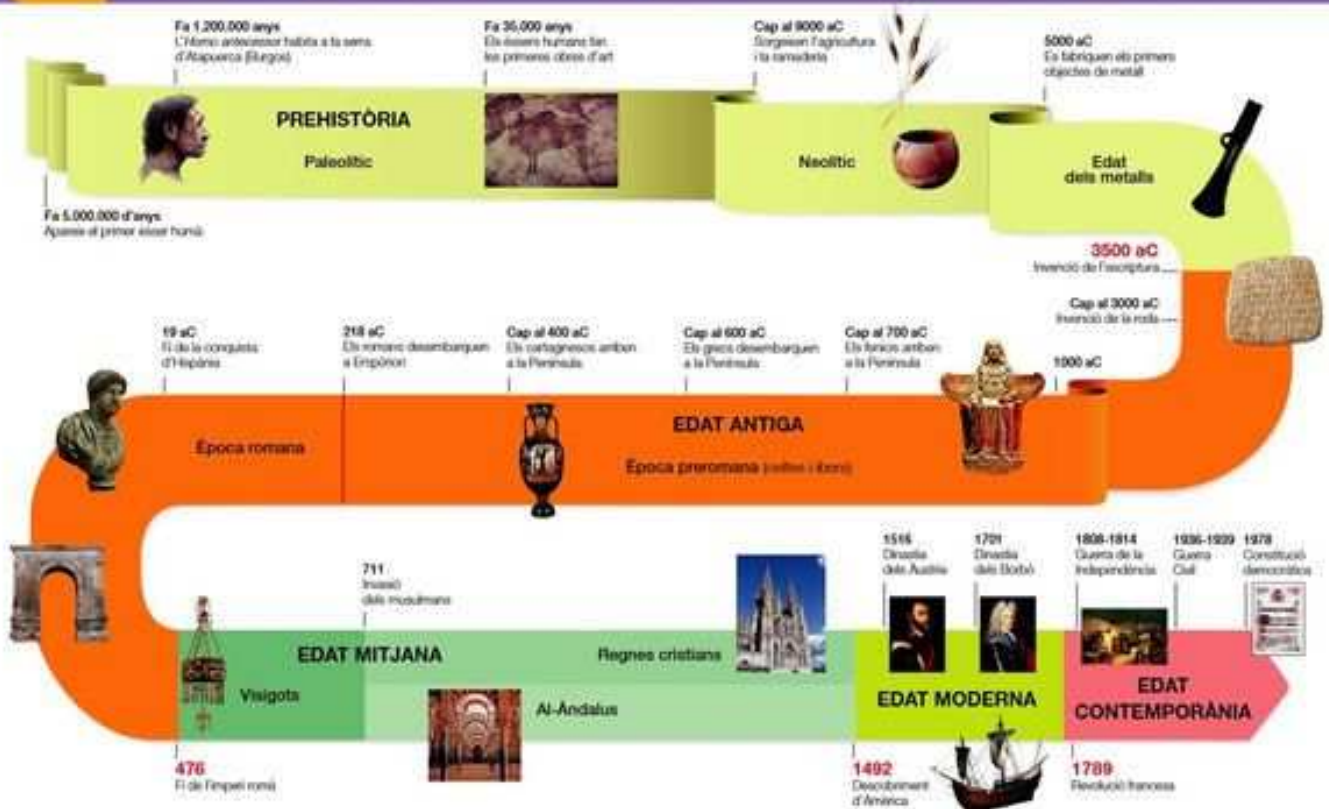 Fa 1.200.000 anys
L'Homo antecessor habita a la serra
d'Atapuerca (Burgos)
Fa 35.000 anys
Els éssers humans fan
les primeres obres d'art
Cap al 9000 aC
Sorgeixen l'agricultura
i la ramaderia
5000 aC
Es fabriquen els primers
objectes de metall
PREHISTÒRIA
Paleolític
Neolític
Edat
dels metalls
Fa 5.000.000 d'anys
Apareix el primer ésser humà
3500 aC
Invenció de l'escriptura
Cap al 3000 aC
Invenció de la roda
19 aC
Fi de la conquista
d'Hispània
218 aC
Els romans desembarquen
a Empòrion
Cap al 400 aC
Els cartaginesos arriben
a la Península
Cap al 600 aC
Els grecs desembarquen
a la Península
Cap al 700 aC
Els fenicis arriben
a la Península
1000 aC
EDAT ANTIGA
Època romana
Època preromana (celtes i ibers)
711
Invasió
dels musulmans
1516
Dinastia
dels Àustria
1701
Dinastia
dels Borbó
1808-1814
Guerra de la
Independència
1936-1939
Guerra
Civil
1978
Constitució
democràtica
EDAT MITJANA
Regnes cristians
Visigota
Al-Àndalus
EDAT MODERNA
EDAT
CONTEMPORÀNIA
476
Fi de l'imperi romà
1492
Descobriment
d'Amèrica
1789
Revolució francesa